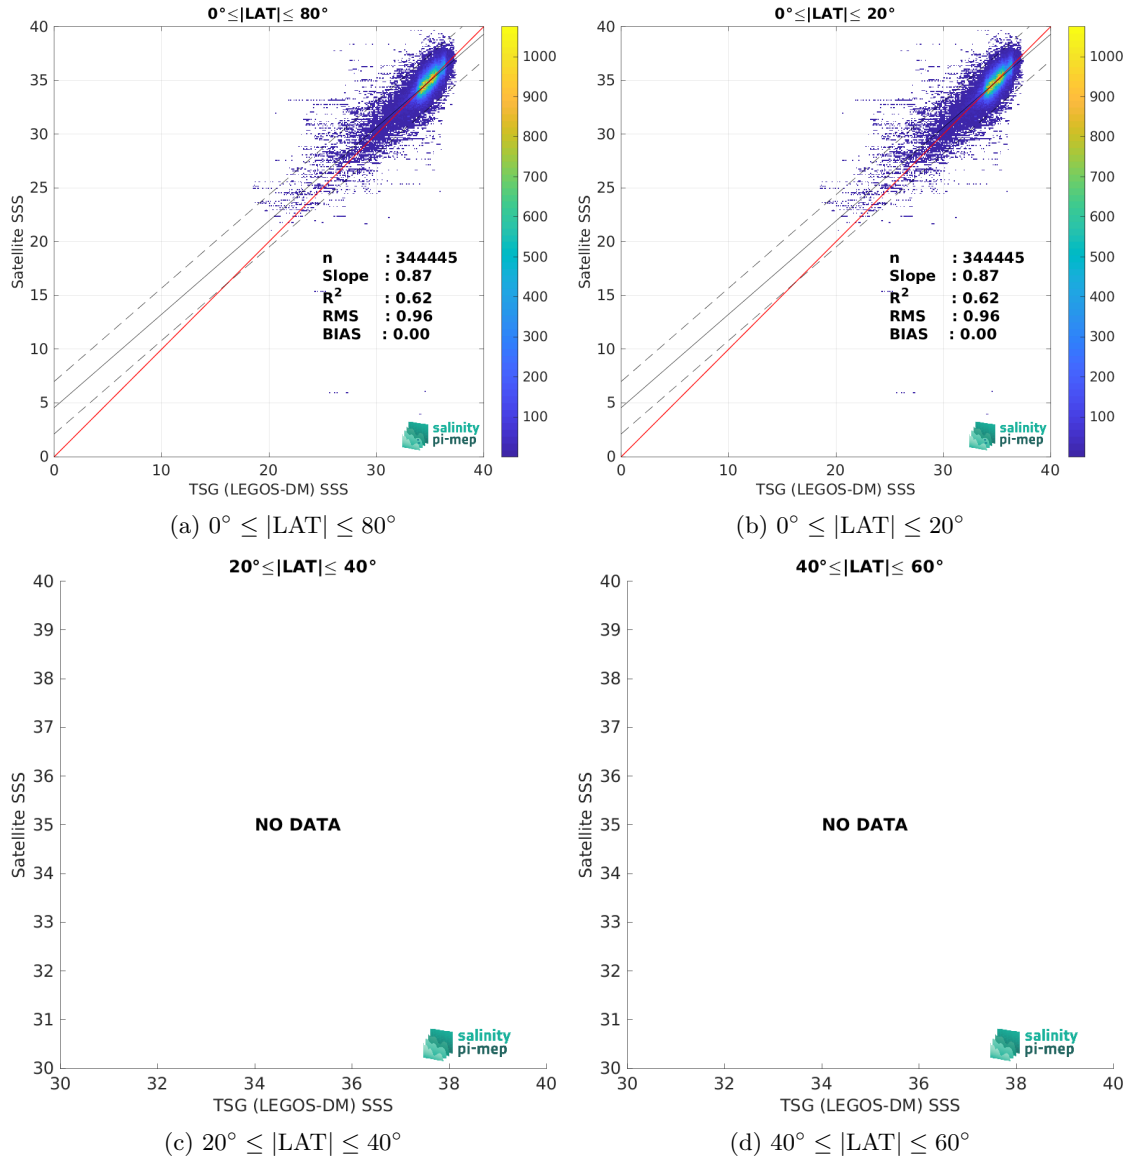 0°≤|LAT|≤ 80°
Satellite SSS
40
35
30
25
20
15
10
5
0
0
10
20
30
40
TSG (LEGOS-DM) SSS
n : 344445
Slope : 0.87
R² : 0.62
RMS : 0.96
BIAS : 0.00
salinity
pi-mep
1000
900
800
700
600
500
400
300
200
100
(a) 0° ≤ |LAT| ≤ 80°
0°≤|LAT|≤ 20°
Satellite SSS
40
35
30
25
20
15
10
5
0
0
10
20
30
40
TSG (LEGOS-DM) SSS
n : 344445
Slope : 0.87
R² : 0.62
RMS : 0.96
BIAS : 0.00
salinity
pi-mep
1000
900
800
700
600
500
400
300
200
100
(b) 0° ≤ |LAT| ≤ 20°
20°≤|LAT|≤ 40°
Satellite SSS
40
39
38
37
36
35
34
33
32
31
30
NO DATA
salinity
pi-mep
30
32
34
36
38
40
TSG (LEGOS-DM) SSS
(c) 20° ≤ |LAT| ≤ 40°
40°≤|LAT|≤ 60°
Satellite SSS
40
39
38
37
36
35
34
33
32
31
30
NO DATA
salinity
pi-mep
30
32
34
36
38
40
TSG (LEGOS-DM) SSS
(d) 40° ≤ |LAT| ≤ 60°